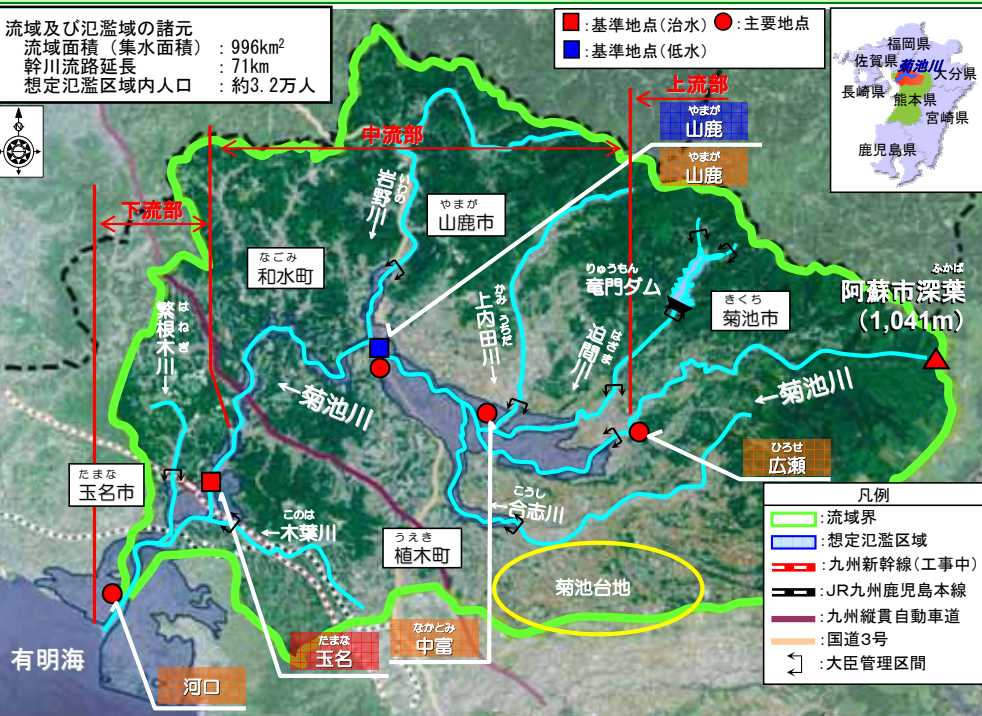 流域及び氾濫域の諸元
流域面積（集水面積）：996km²
幹川流路延長：71km
想定氾濫区域内人口：約3.2万人
■:基準地点(治水) ●:主要地点
■:基準地点(低水)
福岡県
佐賀県
菊池川
大分県
長崎県
熊本県
宮崎県
鹿児島県
N
上流部
中流部
下流部
やまが
山鹿
やまが
山鹿
いわの
岩野川
やまが
山鹿市
なごみ
和水町
はねぎ
繁根木川
かみうちだ
上内田川
りゅうもん
竜門ダム
はざま
迫間川
きくち
菊池市
ふかば
阿蘇市深葉
（1,041m）
←菊池川
←菊池川
ひろせ
広瀬
たまな
玉名市
このは
←木葉川
こうし
←合志川
うえき
植木町
菊池台地
たまな
玉名
なかとみ
中富
河口
有明海
凡例
:流域界
:想定氾濫区域
:九州新幹線(工事中)
:JR九州鹿児島本線
:九州縦貫自動車道
:国道3号
:大臣管理区間